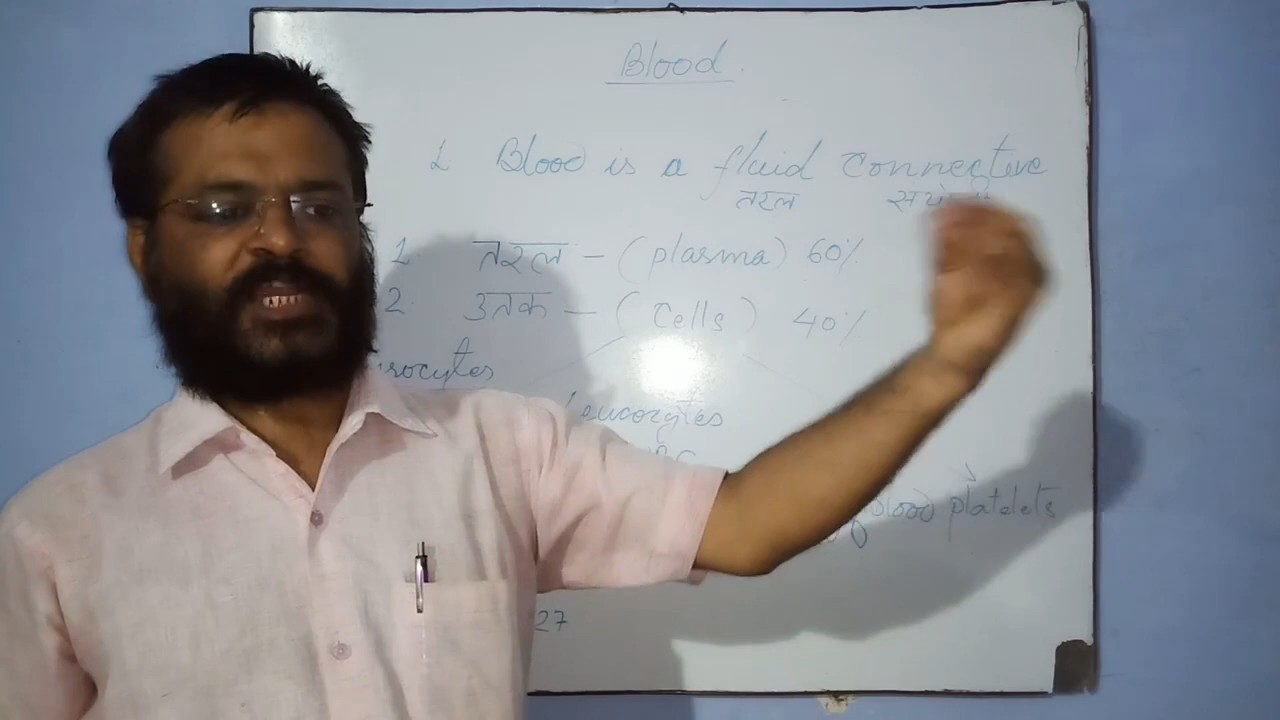 Blood.
1. Blood is a fluid connective
तरल
1 तरल – (plasma) 60%
2. उतक – ( Cells ) 40%
rocytes
eucocytes
blood platelets
27